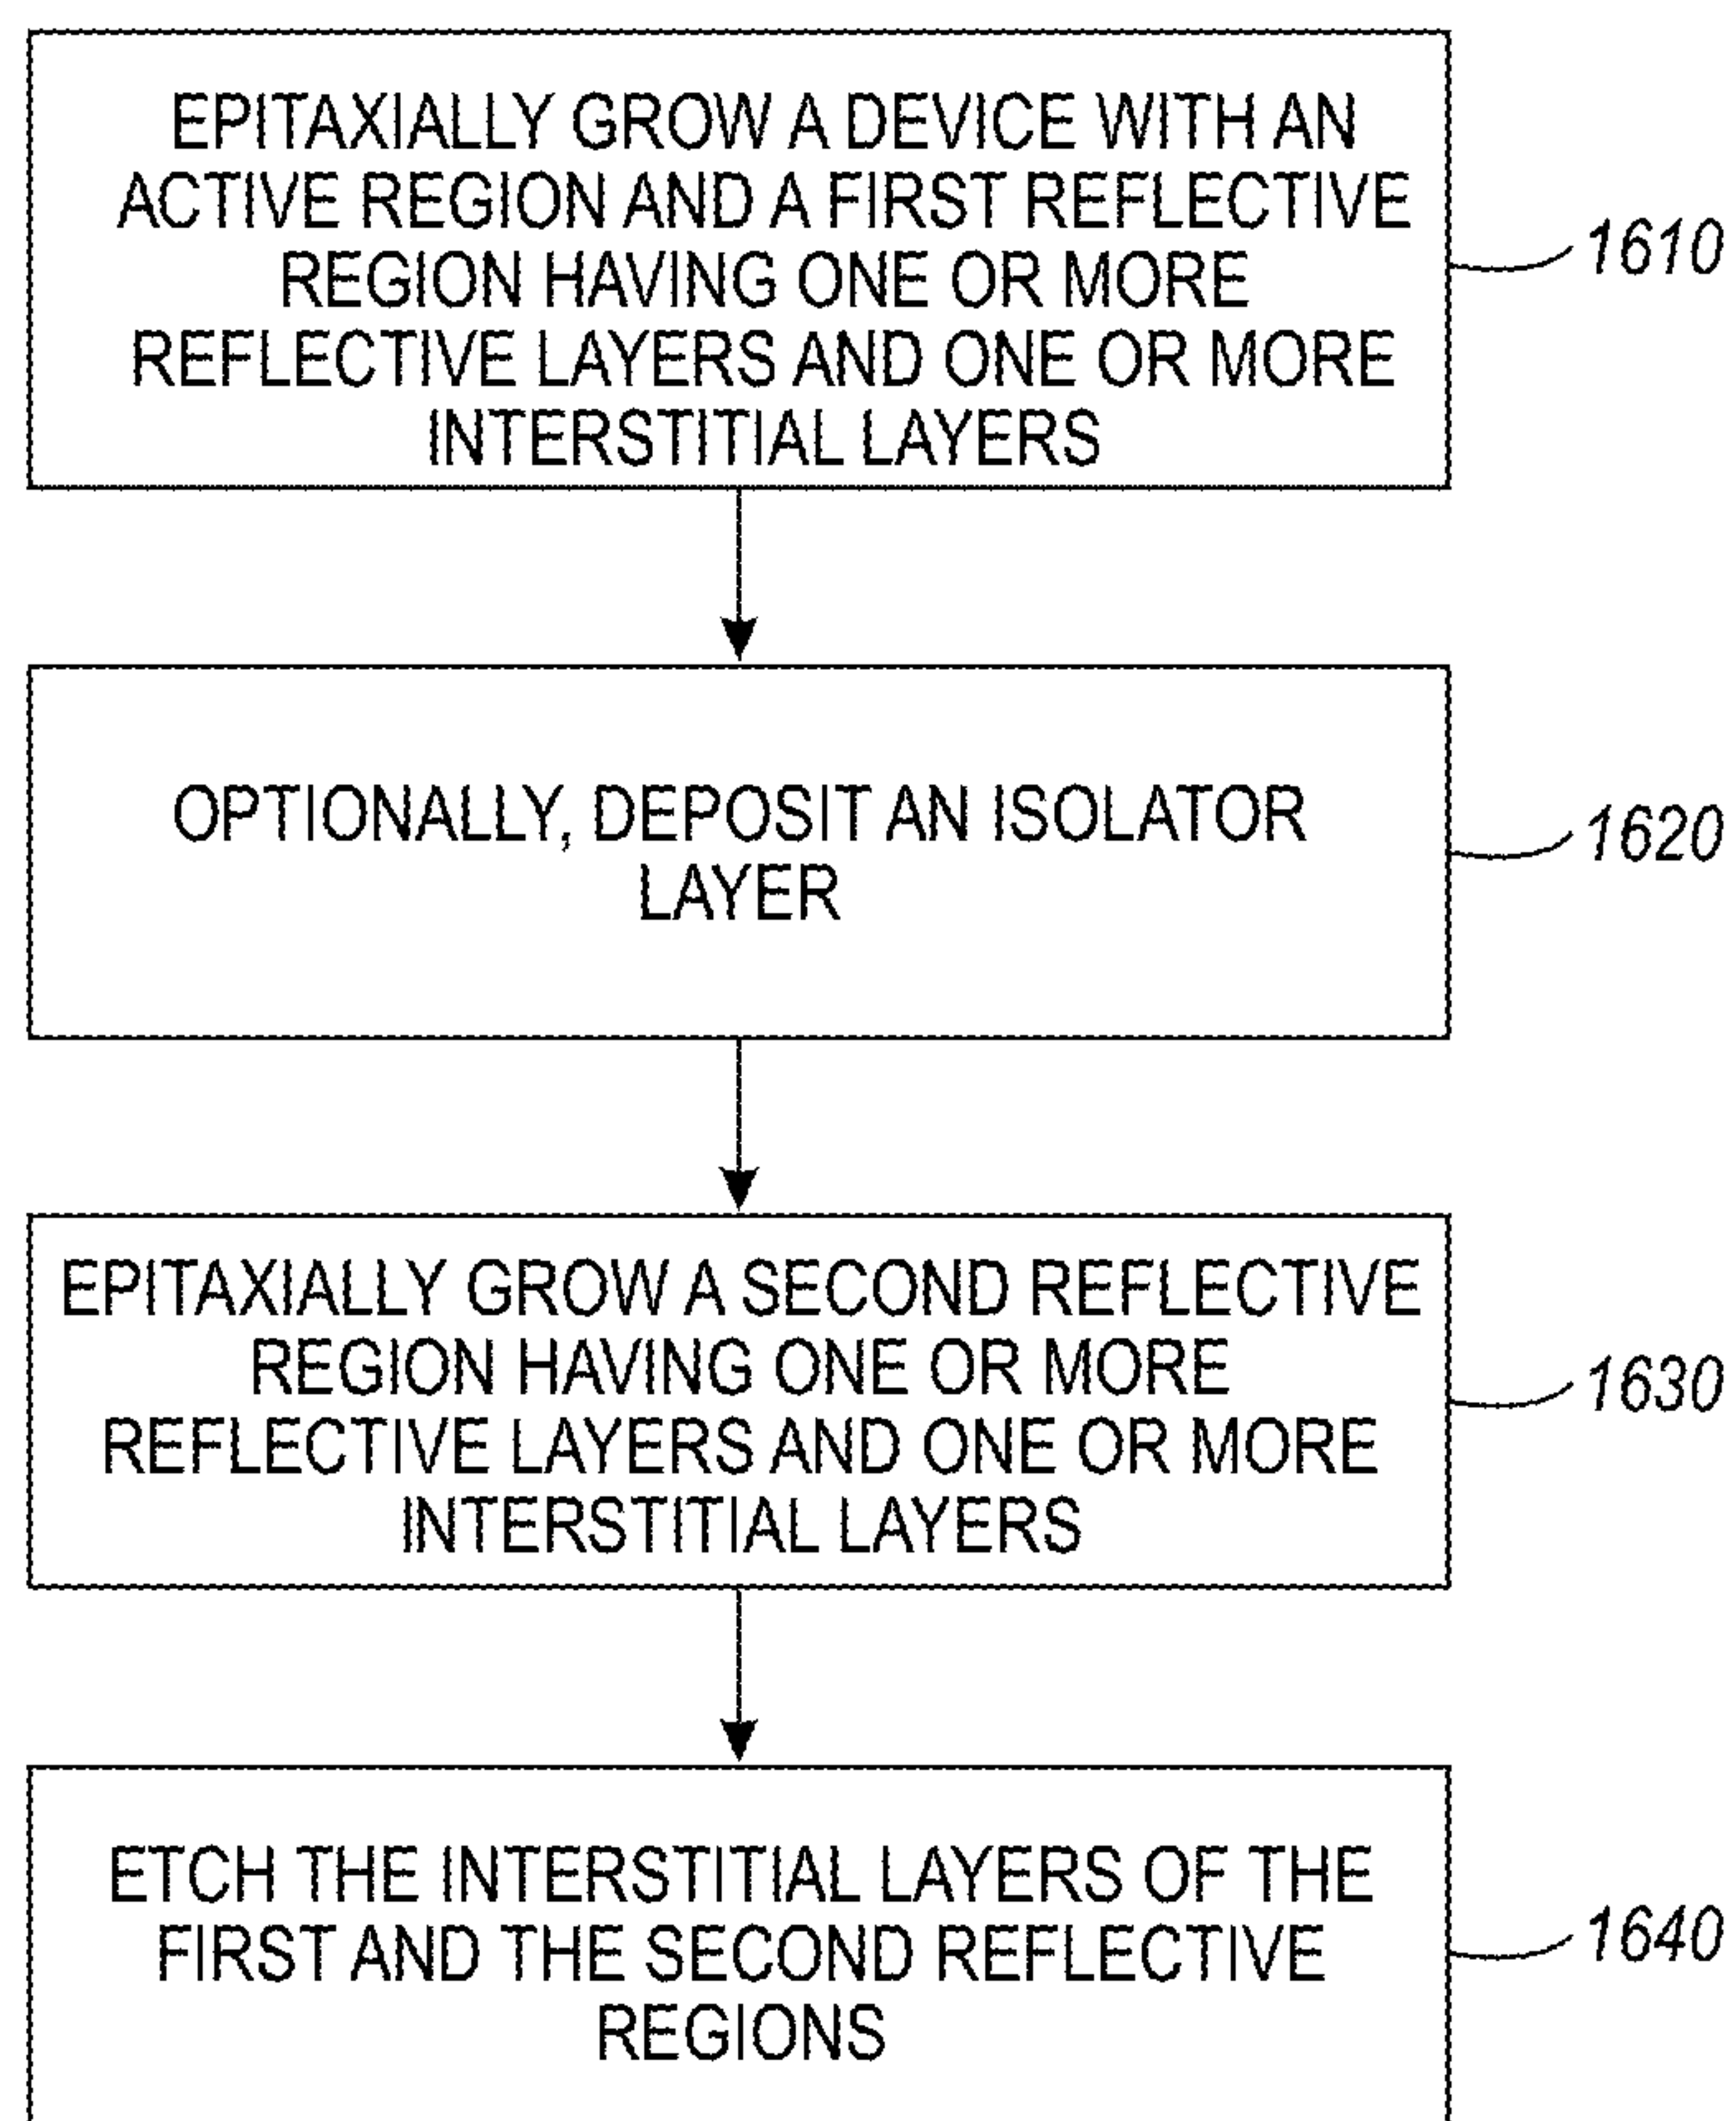 EPITAXIALLY GROW A DEVICE WITH AN
ACTIVE REGION AND A FIRST REFLECTIVE
REGION HAVING ONE OR MORE
REFLECTIVE LAYERS AND ONE OR MORE
INTERSTITIAL LAYERS
1610
OPTIONALLY, DEPOSIT AN ISOLATOR
LAYER
1620
EPITAXIALLY GROW A SECOND REFLECTIVE
REGION HAVING ONE OR MORE
REFLECTIVE LAYERS AND ONE OR MORE
INTERSTITIAL LAYERS
1630
ETCH THE INTERSTITIAL LAYERS OF THE
FIRST AND THE SECOND REFLECTIVE
REGIONS
1640